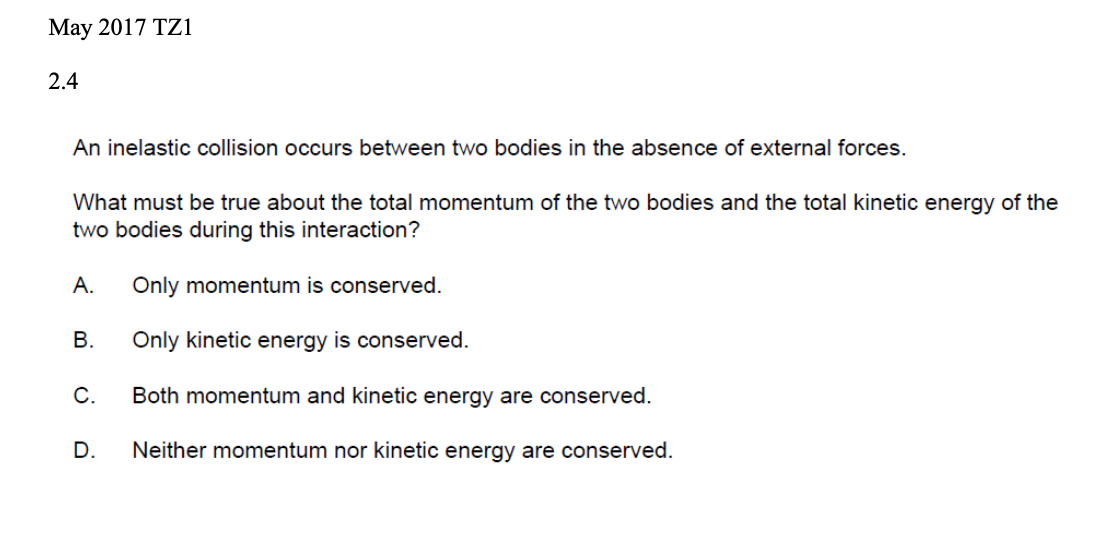 May 2017 TZ1
2.4
An inelastic collision occurs between two bodies in the absence of external forces.
What must be true about the total momentum of the two bodies and the total kinetic energy of the
two bodies during this interaction?
A. Only momentum is conserved.
B. Only kinetic energy is conserved.
C. Both momentum and kinetic energy are conserved.
D. Neither momentum nor kinetic energy are conserved.